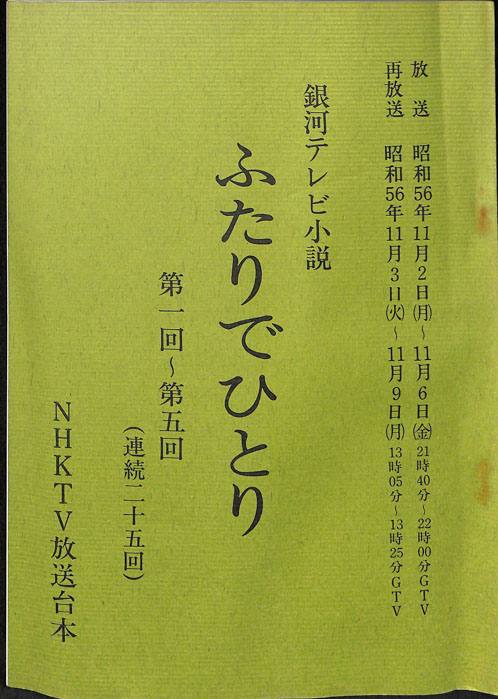 放送 昭和56年11月2日(月)～11月6日(金)21時40分～22時00分GTV
再放送 昭和56年11月3日(火)～11月9日(月)13時05分～13時25分GTV
銀河テレビ小説
ふたりでひとり
第一回～第五回
(連続二十五回)
NHKTV放送台本